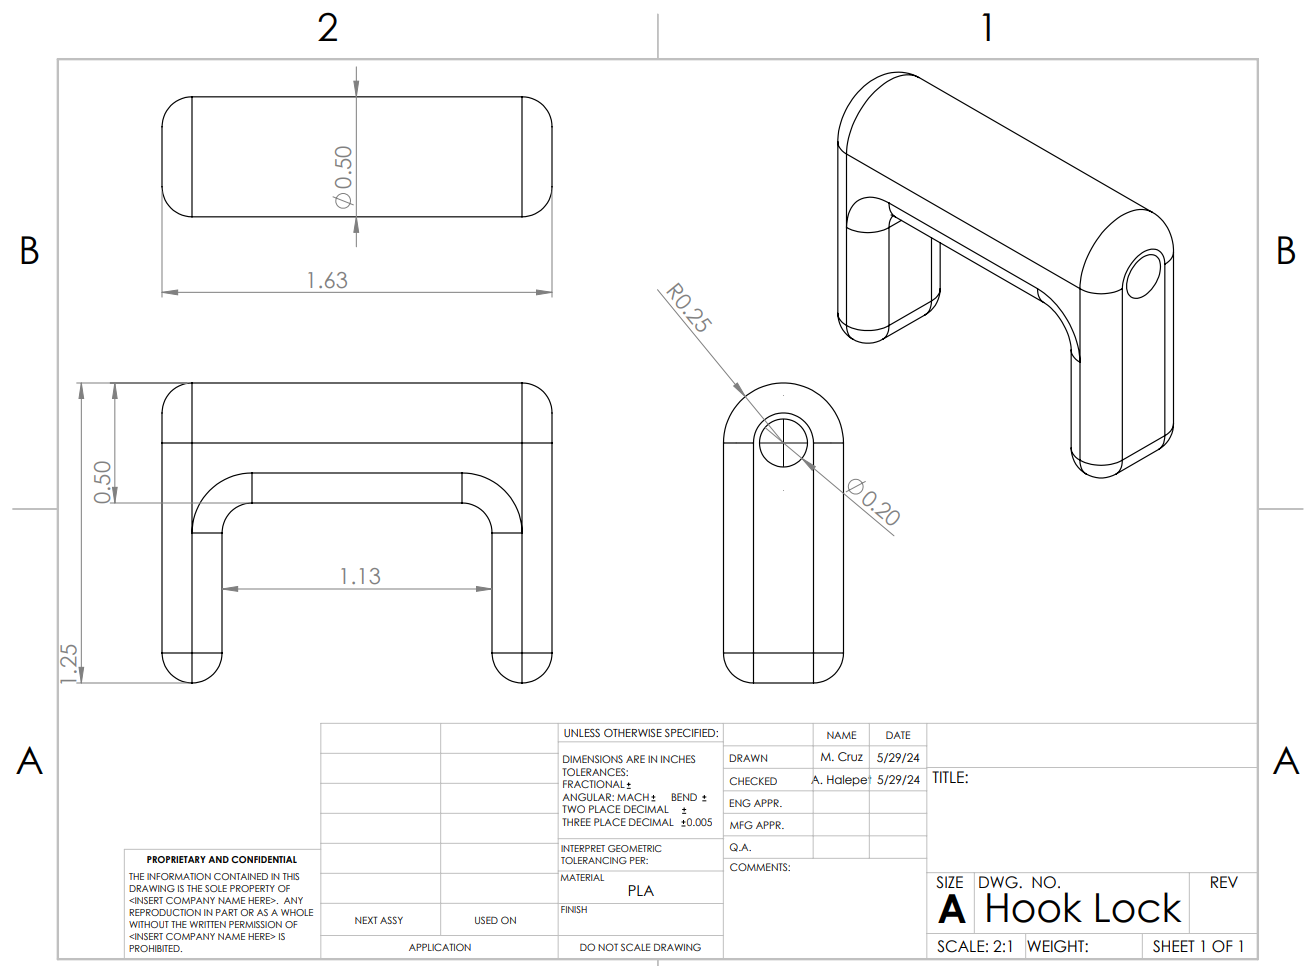 2 1
B B
Ø0.50
1.63
R0.25
0.50
Ø0.20
1.13
1.25
A A
UNLESS OTHERWISE SPECIFIED:
DIMENSIONS ARE IN INCHES
TOLERANCES:
FRACTIONAL±
ANGULAR: MACH± BEND ±
TWO PLACE DECIMAL ±
THREE PLACE DECIMAL ±0.005
INTERPRET GEOMETRIC
TOLERANCING PER:
MATERIAL
PLA
FINISH
DO NOT SCALE DRAWING
NAME DATE
DRAWN M. Cruz 5/29/24
CHECKED A. Halepet 5/29/24
ENG APPR.
MFG APPR.
Q.A.
COMMENTS:
TITLE:
SIZE DWG. NO. REV
A Hook Lock
SCALE: 2:1 WEIGHT: SHEET 1 OF 1
PROPRIETARY AND CONFIDENTIAL
THE INFORMATION CONTAINED IN THIS
DRAWING IS THE SOLE PROPERTY OF
<INSERT COMPANY NAME HERE>. ANY
REPRODUCTION IN PART OR AS A WHOLE
WITHOUT THE WRITTEN PERMISSION OF
<INSERT COMPANY NAME HERE> IS
PROHIBITED.
NEXT ASSY USED ON
APPLICATION